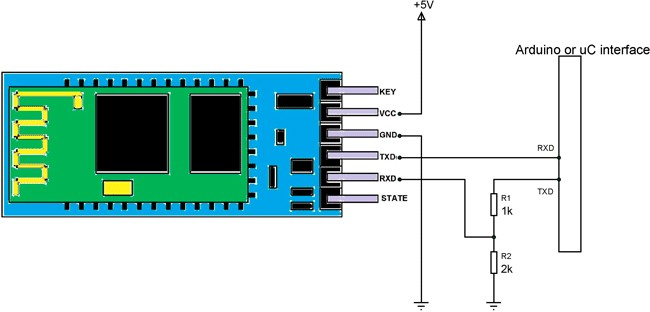 +5V
Arduino or uC interface
KEY
VCC
GND
TXD
RXD
RXD
TXD
STATE
R1
1k
R2
2k